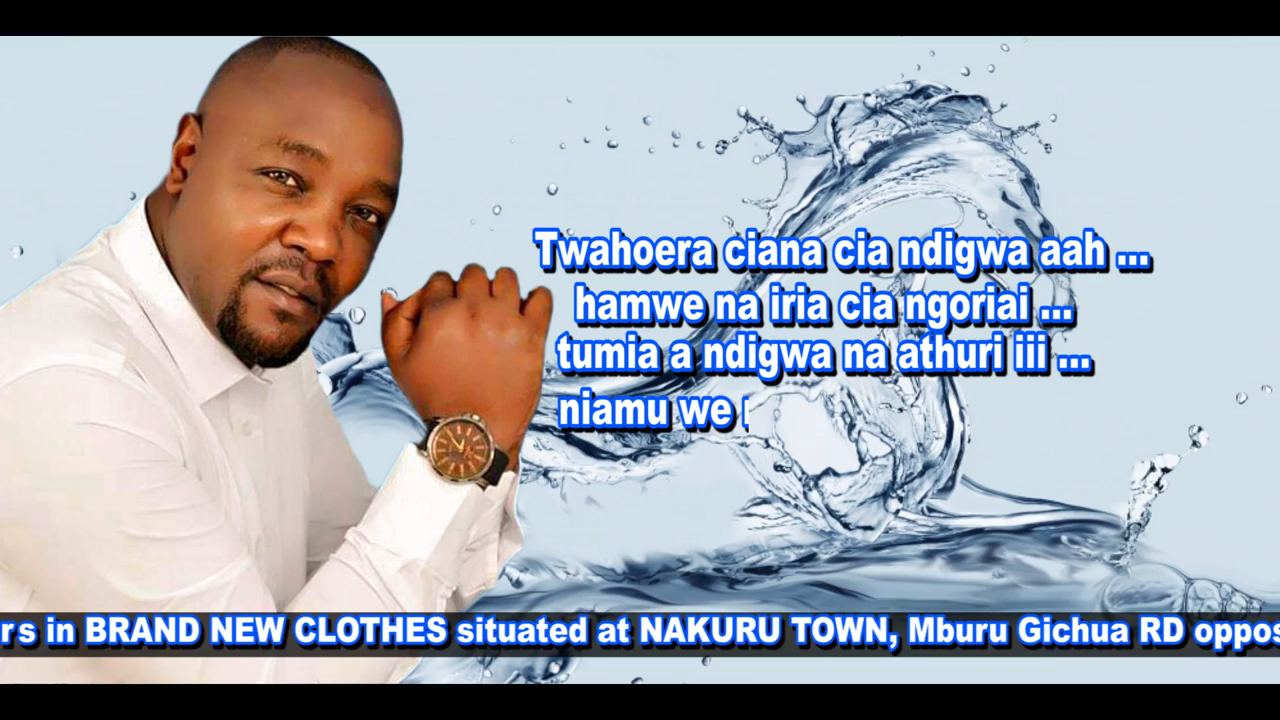 Twahoera ciana cia ndigwa aah ...
hamwe na iria cia ngoriai ...
tumia a ndigwa na athuri iii ...
niamu we
rs in BRAND NEW CLOTHES situated at NAKURU TOWN, Mburu Gichua RD oppos